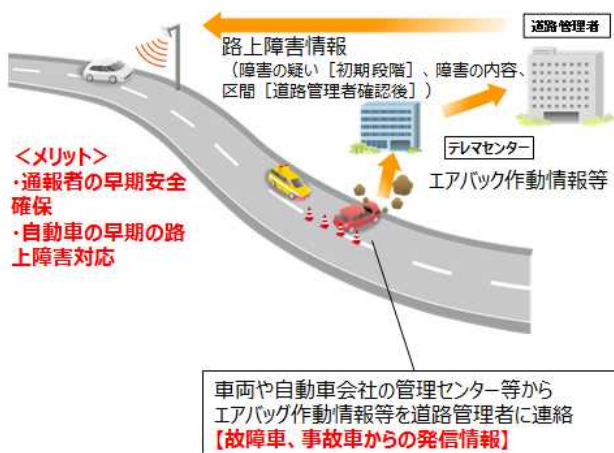 道路管理者
路上障害情報
（障害の疑い［初期段階］、障害の内容、
区間［道路管理者確認後］）
テレマセンター
エアバック作動情報等
＜メリット＞
・通報者の早期安全
確保
・自動車の早期の路
上障害対応
車両や自動車会社の管理センター等から
エアバッグ作動情報等を道路管理者に連絡
【故障車、事故車からの発信情報】